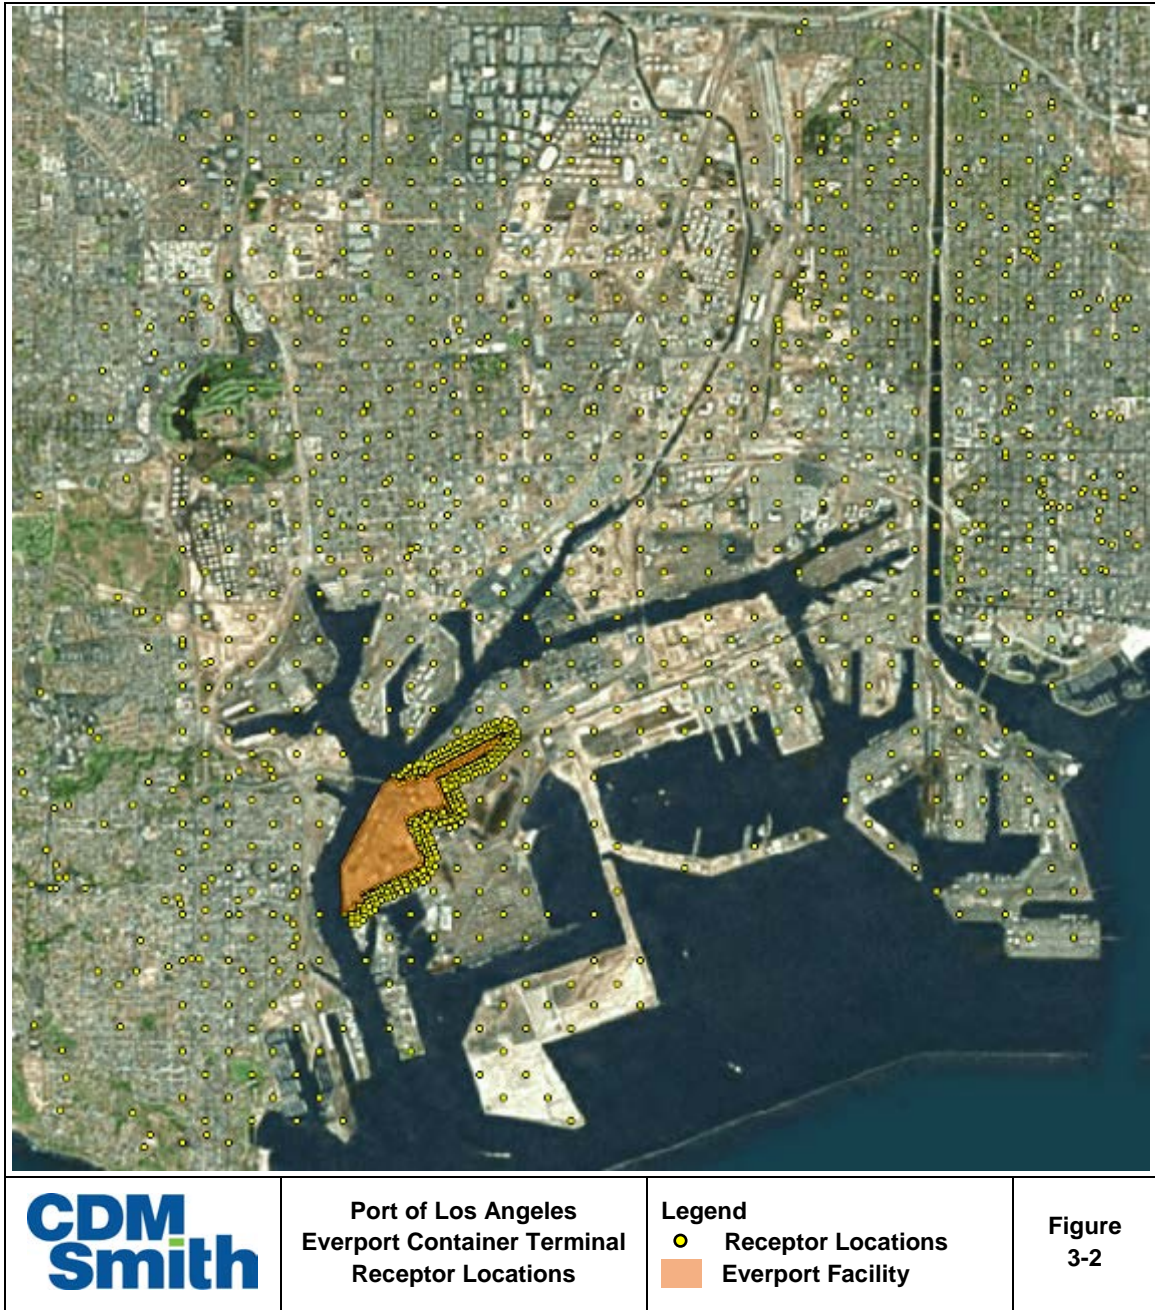 CDM
Smith
Port of Los Angeles
Everport Container Terminal
Receptor Locations
Legend
Receptor Locations
Everport Facility
Figure
3-2